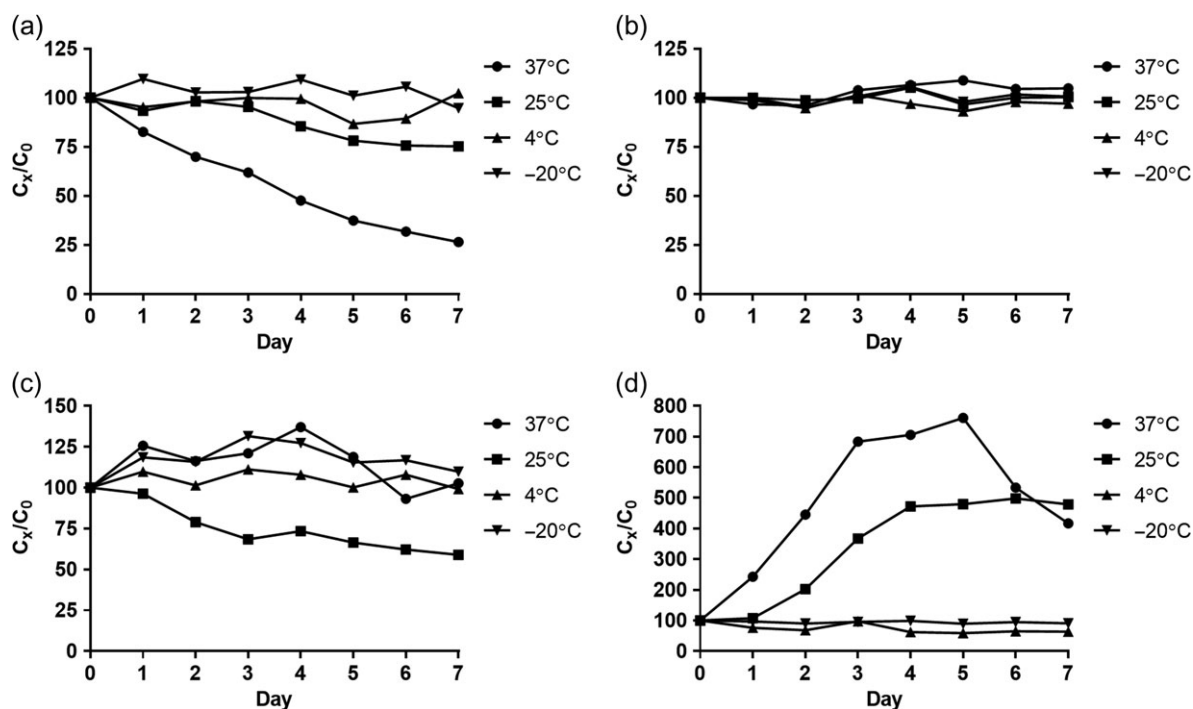 (a)
125
100
75
50
25
0
Cₓ/C₀
0 1 2 3 4 5 6 7
Day
37°C
25°C
4°C
–20°C
(b)
125
100
75
50
25
0
Cₓ/C₀
0 1 2 3 4 5 6 7
Day
37°C
25°C
4°C
–20°C
(c)
150
125
100
75
50
25
0
Cₓ/C₀
0 1 2 3 4 5 6 7
Day
37°C
25°C
4°C
–20°C
(d)
800
700
600
500
400
300
200
100
0
Cₓ/C₀
0 1 2 3 4 5 6 7
Day
37°C
25°C
4°C
–20°C